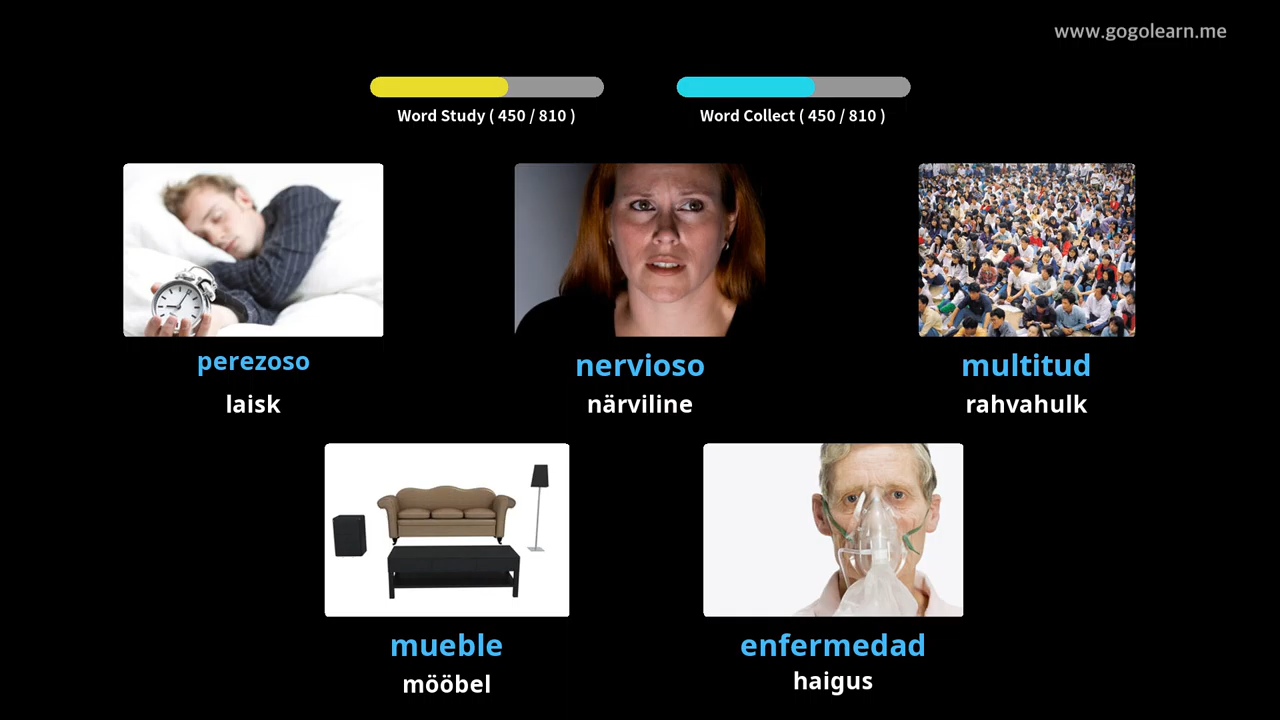 www.gogolearn.me
Word Study ( 450 / 810 )
Word Collect ( 450 / 810 )
perezoso
laisk
nervioso
närviline
multitud
rahvahulk
mueble
mööbel
enfermedad
haigus